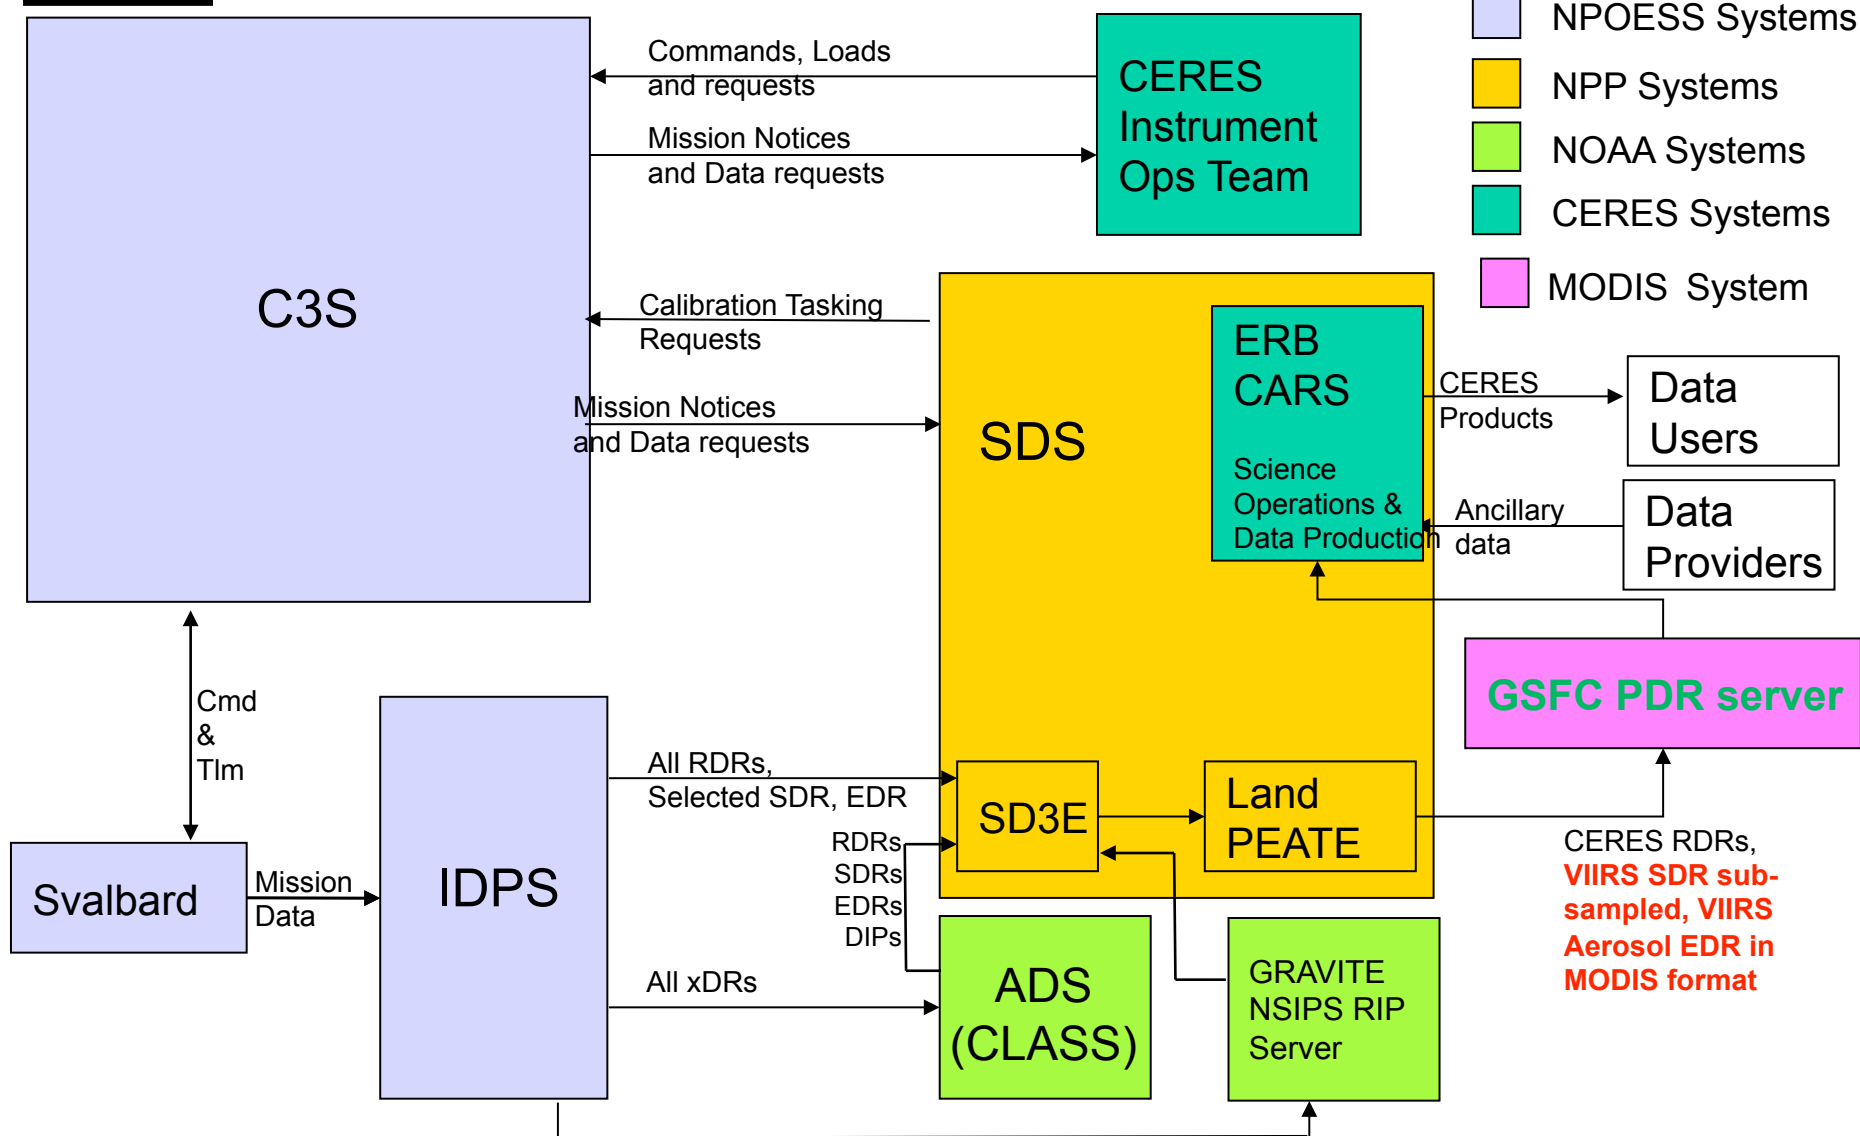 NPOESS Systems
NPP Systems
NOAA Systems
CERES Systems
MODIS System
Commands, Loads
and requests
Mission Notices
and Data requests
CERES
Instrument
Ops Team
C3S
Calibration Tasking
Requests
Mission Notices
and Data requests
SDS
ERB
CARS
Science
Operations &
Data Production
CERES
Products
Data
Users
Ancillary
data
Data
Providers
GSFC PDR server
Cmd
&
Tlm
Svalbard
Mission
Data
IDPS
All RDRs,
Selected SDR, EDR
SD3E
Land
PEATE
RDRs
SDRs
EDRs
DIPs
All xDRs
ADS
(CLASS)
GRAVITE
NSIPS RIP
Server
CERES RDRs,
VIIRS SDR sub-
sampled, VIIRS
Aerosol EDR in
MODIS format